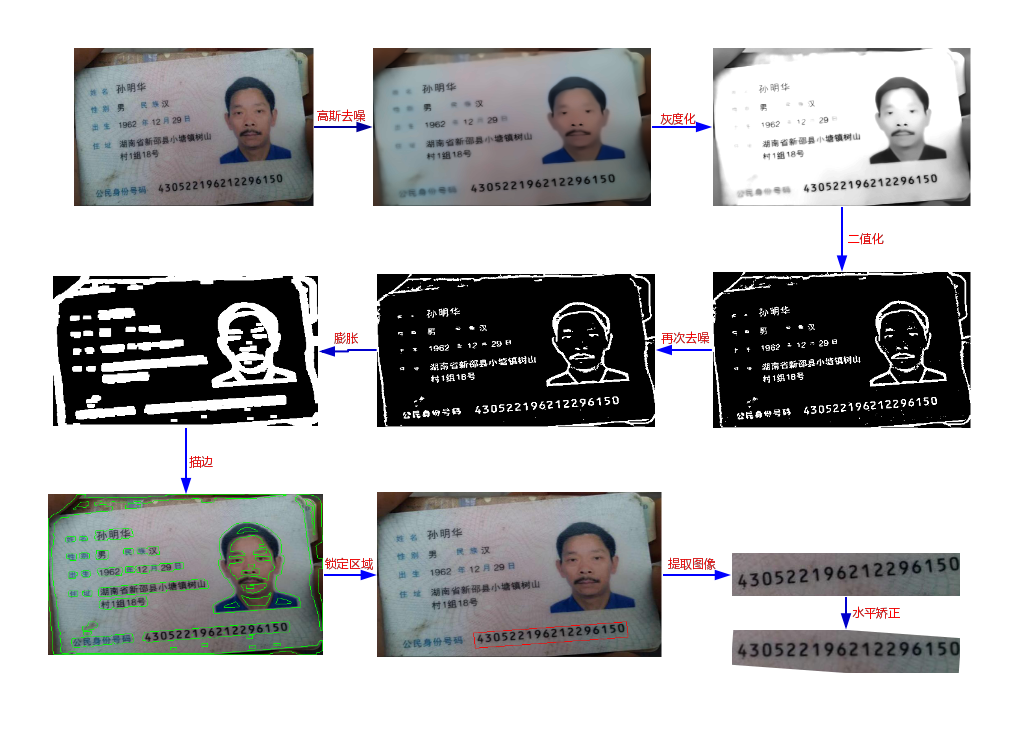 姓名 孙明华
性别 男 民族 汉
出生 1962 年 12 月 29 日
住址 湖南省新邵县小塘镇树山
村1组18号
公民身份号码 430522196212296150
高斯去噪
孙明华
性别 男 民族 汉
出生 1962 年 12 月 29 日
住址 湖南省新邵县小塘镇树山
村1组18号
公民身份号码 430522196212296150
灰度化
孙明华
男 汉
1962 12 29
湖南省新邵县小塘镇树山
村1组18号
公民身份号码 430522196212296150
二值化
孙明华
男 汉
1962 12 29
湖南省新邵县小塘镇树山
村1组18号
公民身份号码 430522196212296150
再次去噪
孙明华
男 汉
1962 12 29
湖南省新邵县小塘镇树山
村1组18号
公民身份号码 430522196212296150
膨胀
描边
姓名 孙明华
性别 男 民族 汉
出生 1962 年 12 月 29 日
住址 湖南省新邵县小塘镇树山
村1组18号
公民身份号码 430522196212296150
锁定区域
姓名 孙明华
性别 男 民族 汉
出生 1962 年 12 月 29 日
住址 湖南省新邵县小塘镇树山
村1组18号
公民身份号码 430522196212296150
提取图像
430522196212296150
水平矫正
430522196212296150